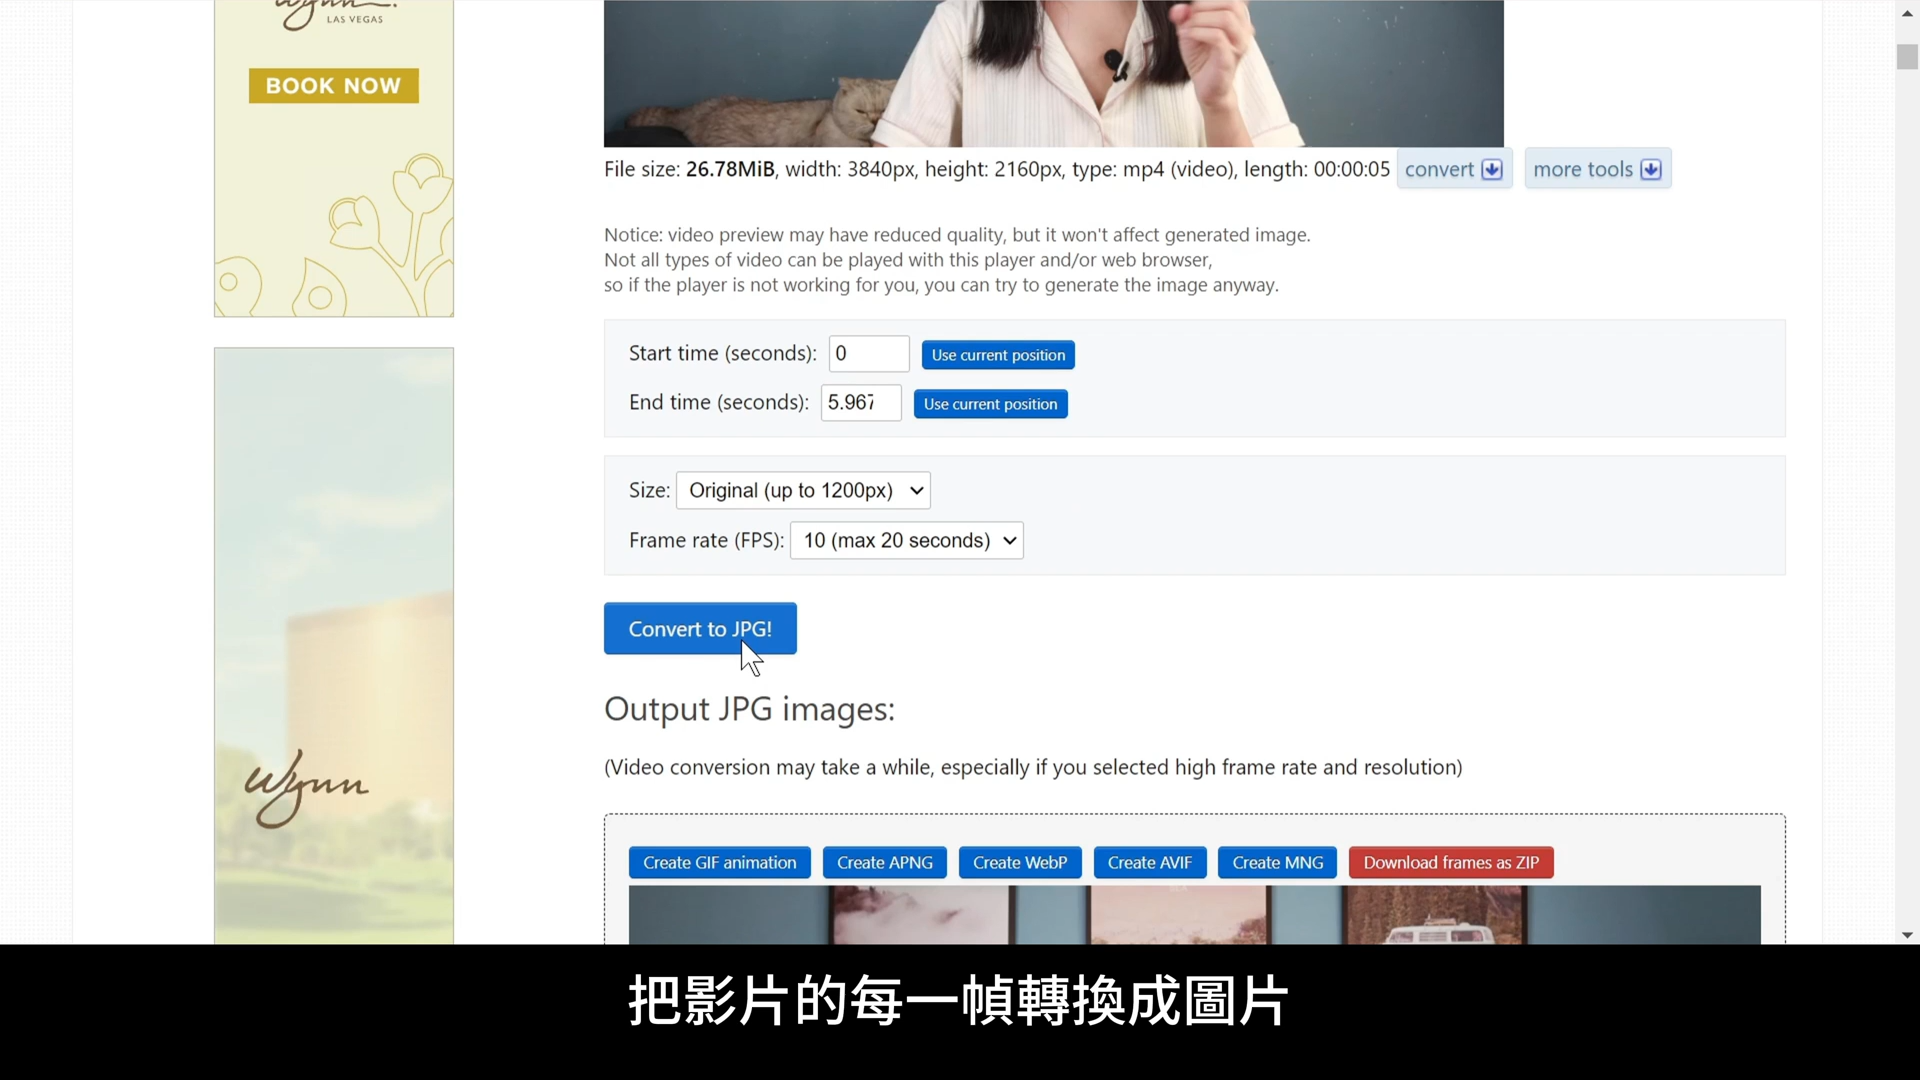 Wynn.
LAS VEGAS
BOOK NOW
File size: 26.78MiB, width: 3840px, height: 2160px, type: mp4 (video), length: 00:00:05 convert more tools
Notice: video preview may have reduced quality, but it won't affect generated image.
Not all types of video can be played with this player and/or web browser,
so if the player is not working for you, you can try to generate the image anyway.
Start time (seconds): 0 Use current position
End time (seconds): 5.967 Use current position
Size: Original (up to 1200px)
Frame rate (FPS): 10 (max 20 seconds)
Convert to JPG!
Output JPG images:
Wynn
(Video conversion may take a while, especially if you selected high frame rate and resolution)
Create GIF animation Create APNG Create WebP Create AVIF Create MNG Download frames as ZIP
把影片的每一幀轉換成圖片